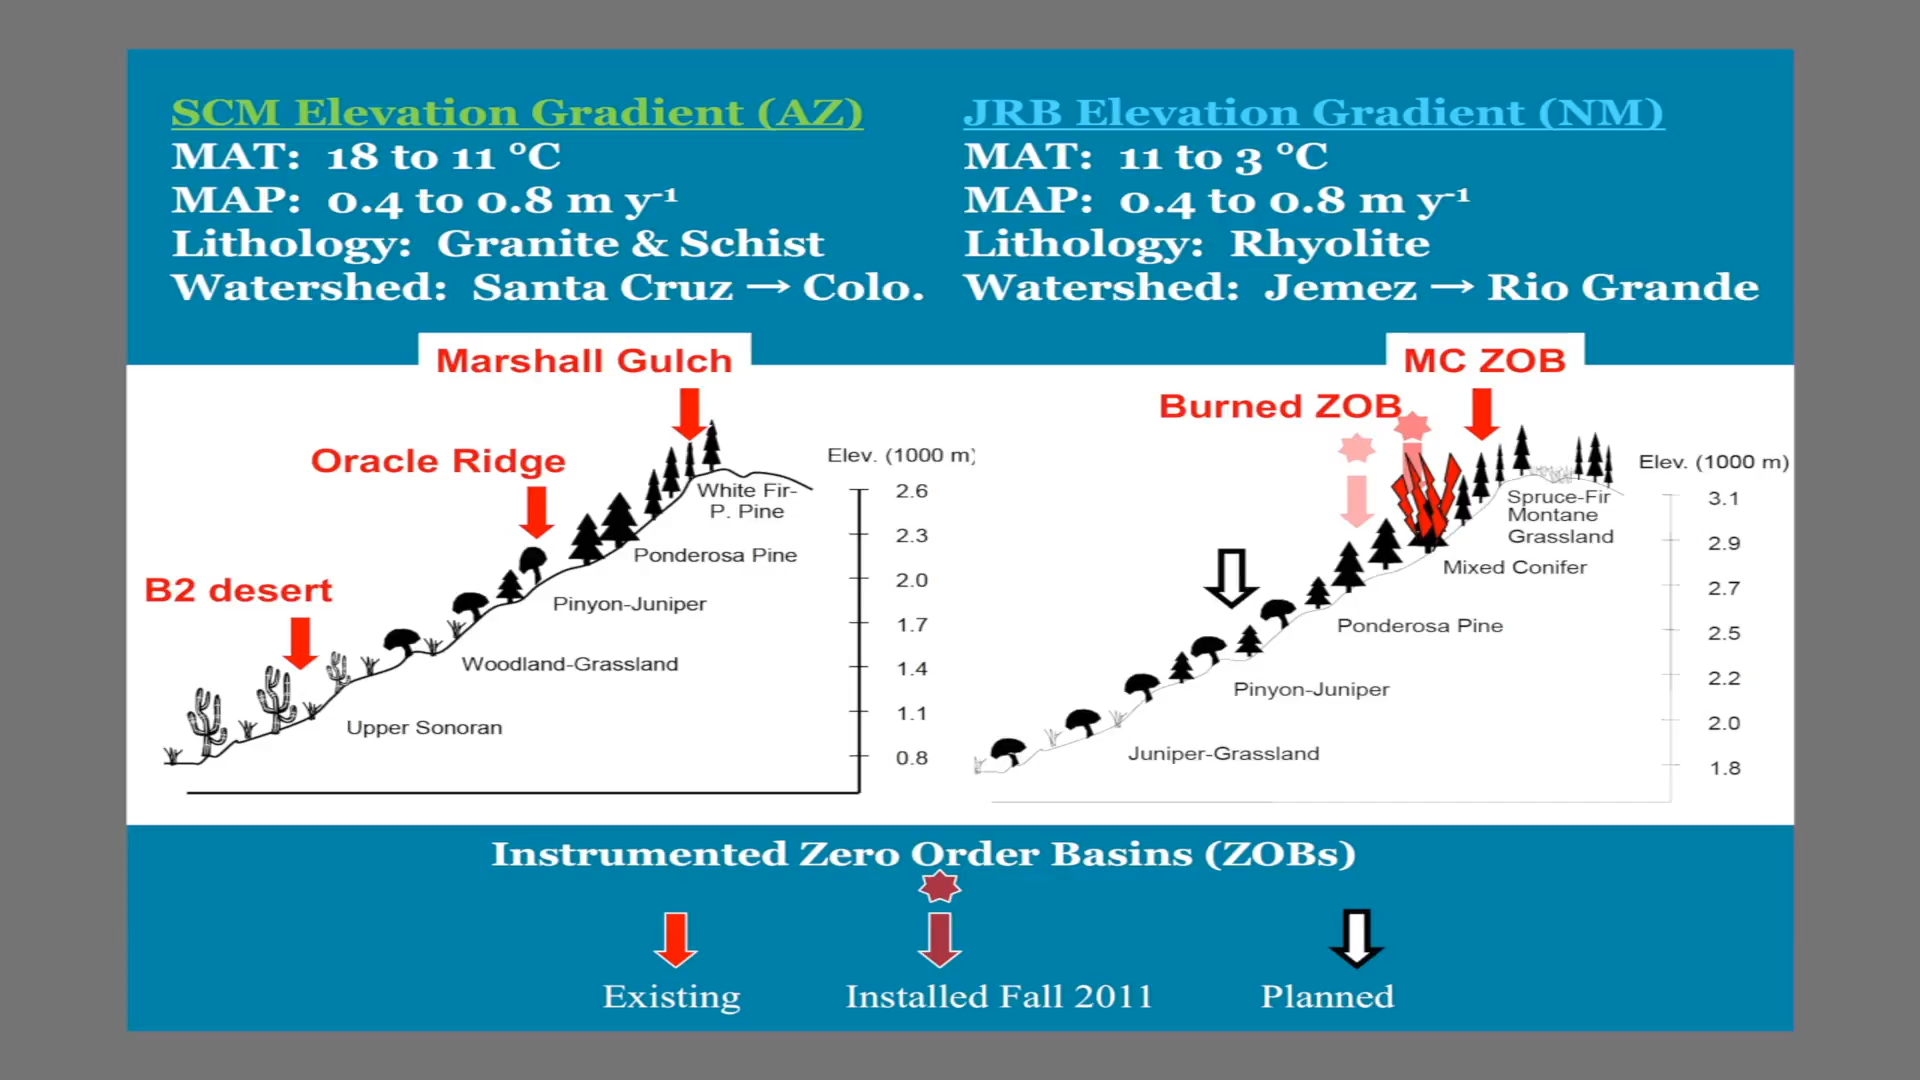 SCM Elevation Gradient (AZ)
MAT: 18 to 11 °C
MAP: 0.4 to 0.8 m y⁻¹
Lithology: Granite & Schist
Watershed: Santa Cruz → Colo.
JRB Elevation Gradient (NM)
MAT: 11 to 3 °C
MAP: 0.4 to 0.8 m y⁻¹
Lithology: Rhyolite
Watershed: Jemez → Rio Grande
Marshall Gulch
Oracle Ridge
B2 desert
Elev. (1000 m)
2.6
2.3
2.0
1.7
1.4
1.1
0.8
White Fir-
P. Pine
Ponderosa Pine
Pinyon-Juniper
Woodland-Grassland
Upper Sonoran
MC ZOB
Burned ZOB
Elev. (1000 m)
3.1
2.9
2.7
2.5
2.2
2.0
1.8
Spruce-Fir
Montane
Grassland
Mixed Conifer
Ponderosa Pine
Pinyon-Juniper
Juniper-Grassland
Instrumented Zero Order Basins (ZOBs)
Existing
Installed Fall 2011
Planned